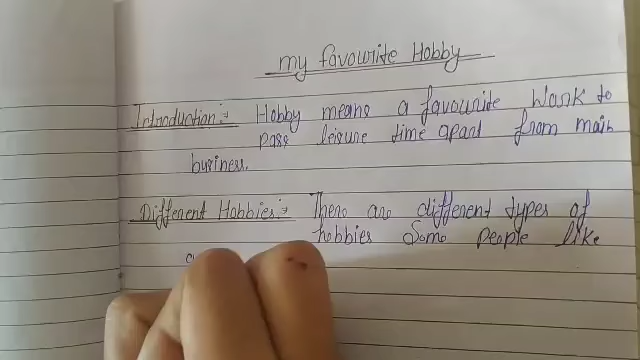 my favourite Hobby
Introduction:- Hobby means a favourite Work to
pass leisure time apart from main
business.
Different Hobbies:- There are different types of
hobbies Some people like